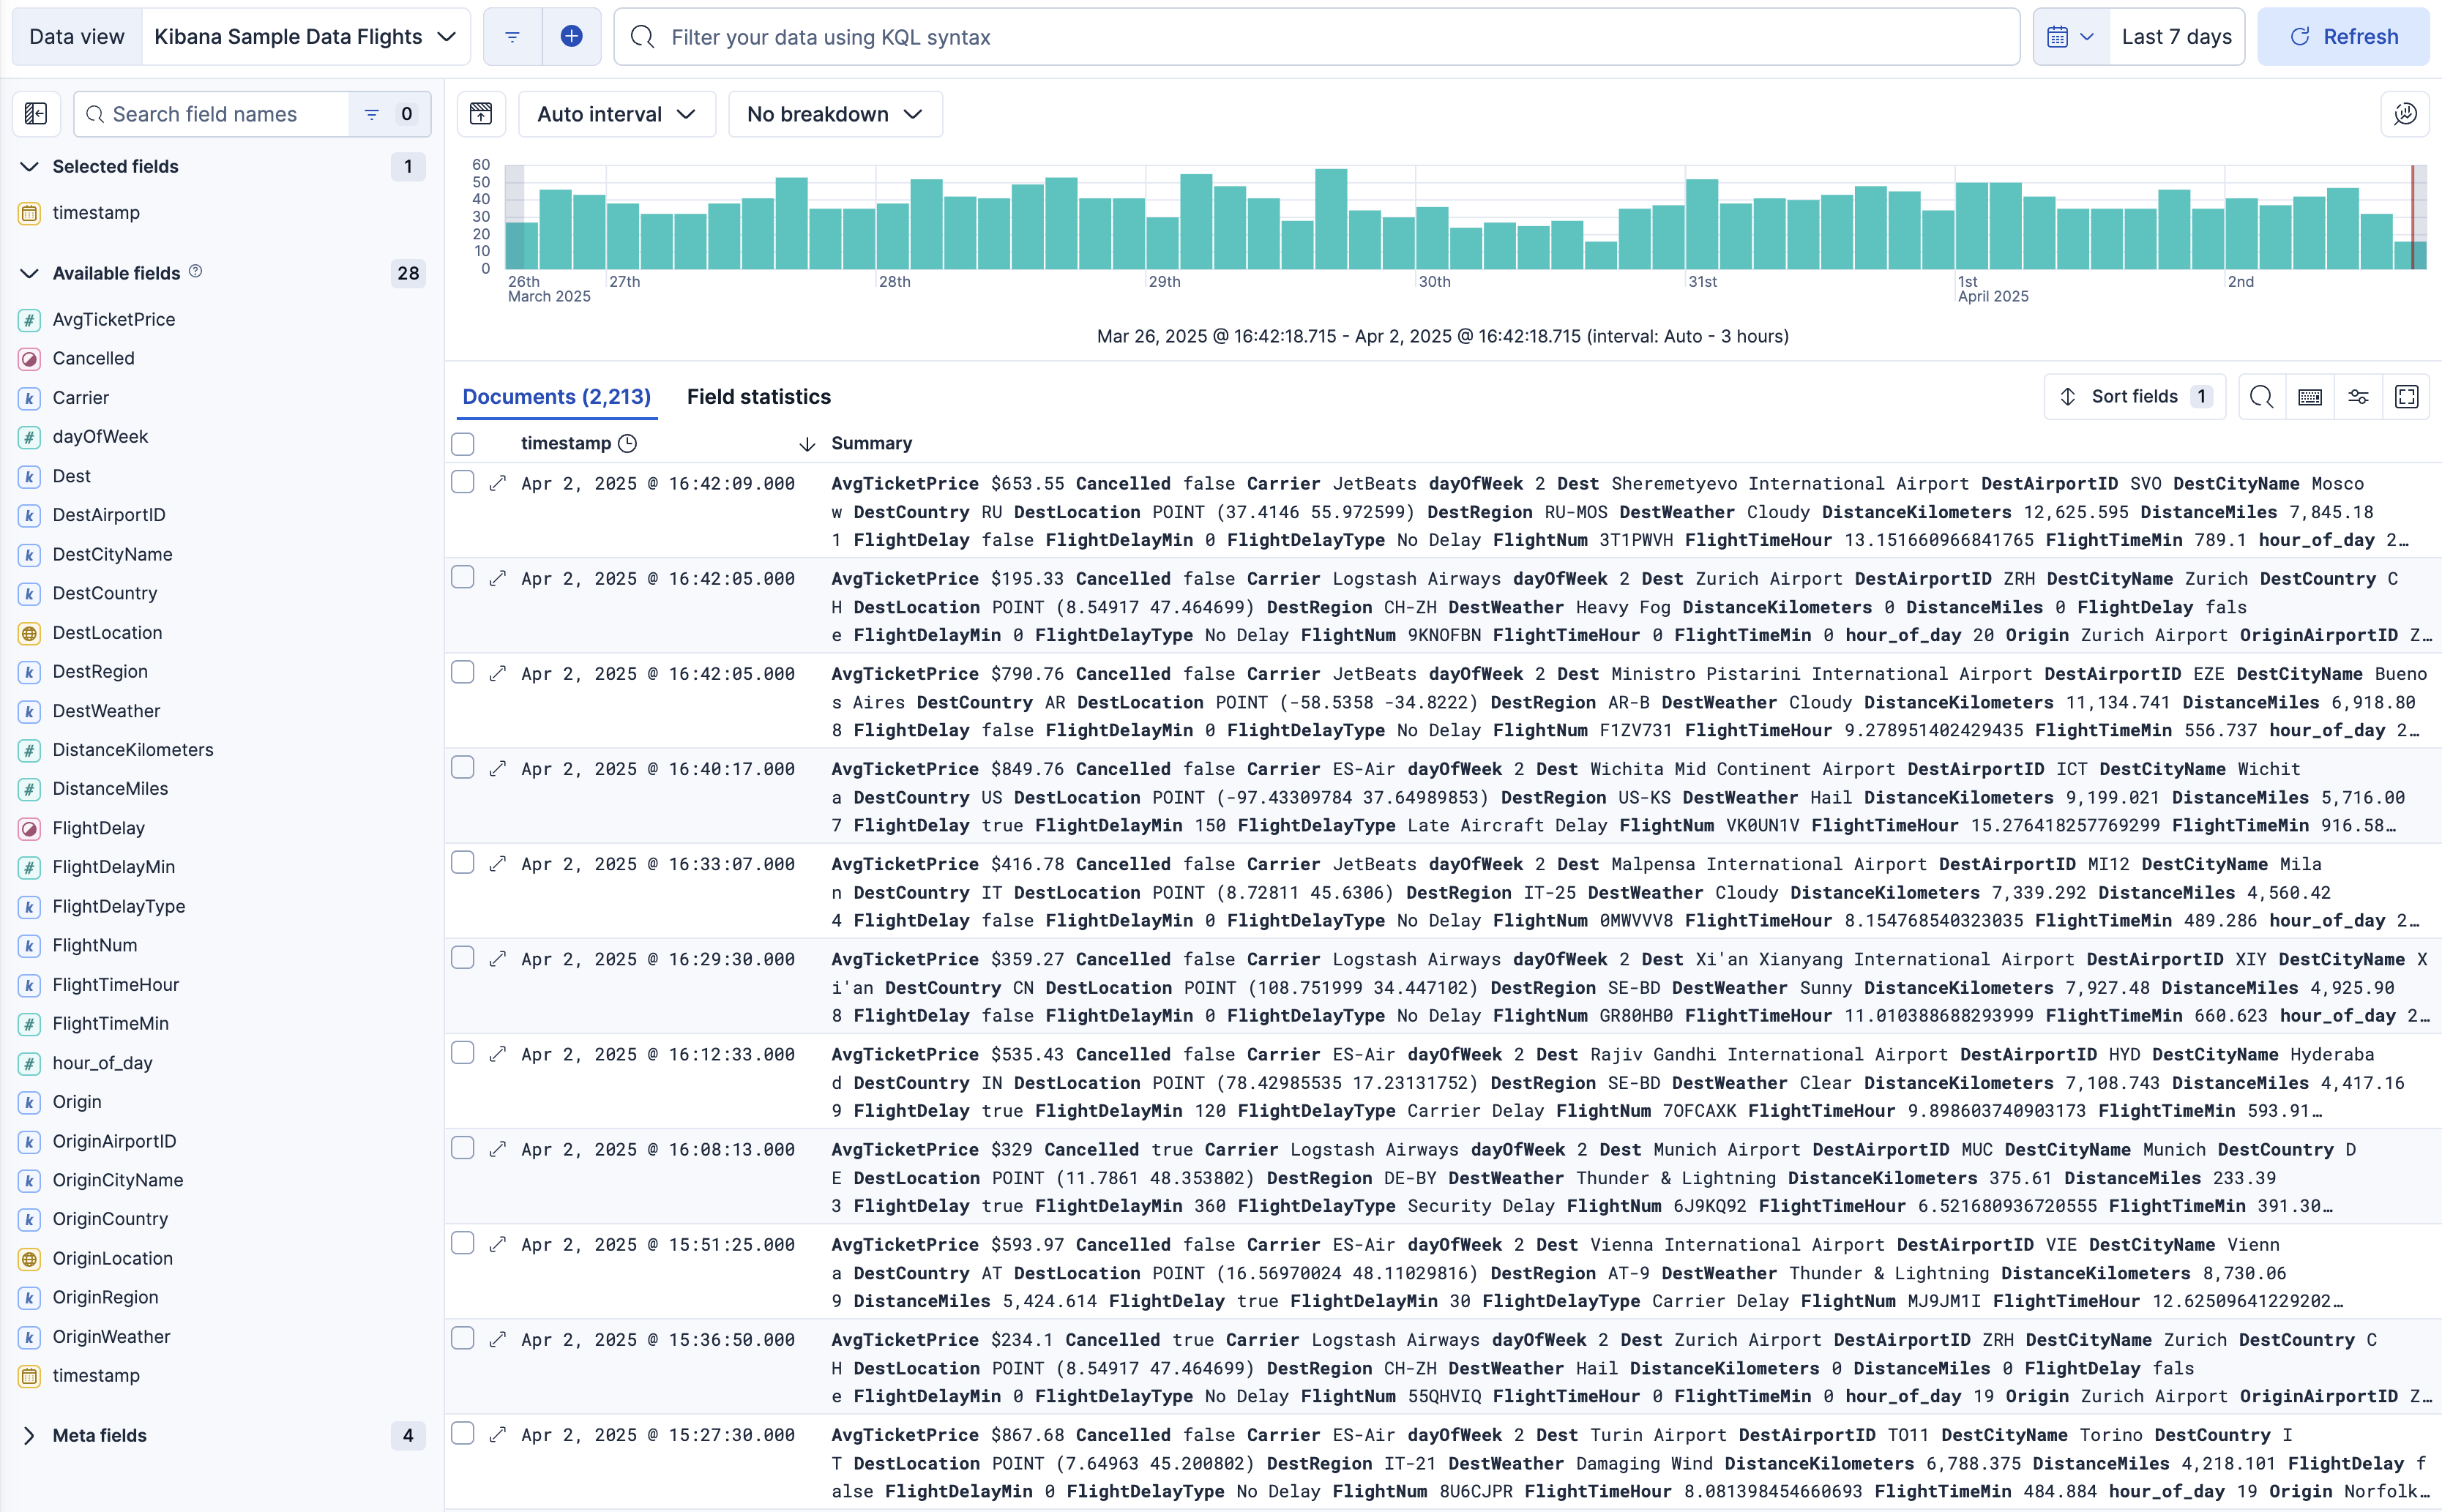 Data view Kibana Sample Data Flights Filter your data using KQL syntax Last 7 days Refresh
Search field names 0
Selected fields 1
timestamp
Available fields 28
# AvgTicketPrice
Cancelled
k Carrier
# dayOfWeek
k Dest
k DestAirportID
k DestCityName
k DestCountry
DestLocation
k DestRegion
k DestWeather
# DistanceKilometers
# DistanceMiles
FlightDelay
# FlightDelayMin
k FlightDelayType
k FlightNum
k FlightTimeHour
# FlightTimeMin
# hour_of_day
k Origin
k OriginAirportID
k OriginCityName
k OriginCountry
OriginLocation
k OriginRegion
k OriginWeather
timestamp
Meta fields 4
Auto interval No breakdown
60
50
40
30
20
10
0
26th 27th 28th 29th 30th 31st 1st 2nd
March 2025 April 2025
Mar 26, 2025 @ 16:42:18.715 - Apr 2, 2025 @ 16:42:18.715 (interval: Auto - 3 hours)
Documents (2,213) Field statistics Sort fields 1
timestamp Summary
Apr 2, 2025 @ 16:42:09.000 AvgTicketPrice $653.55 Cancelled false Carrier JetBeats dayOfWeek 2 Dest Sheremetyevo International Airport DestAirportID SVO DestCityName Mosco
w DestCountry RU DestLocation POINT (37.4146 55.972599) DestRegion RU-MOS DestWeather Cloudy DistanceKilometers 12,625.595 DistanceMiles 7,845.18
1 FlightDelay false FlightDelayMin 0 FlightDelayType No Delay FlightNum 3T1PWVH FlightTimeHour 13.151660966841765 FlightTimeMin 789.1 hour_of_day 2…
Apr 2, 2025 @ 16:42:05.000 AvgTicketPrice $195.33 Cancelled false Carrier Logstash Airways dayOfWeek 2 Dest Zurich Airport DestAirportID ZRH DestCityName Zurich DestCountry C
H DestLocation POINT (8.54917 47.464699) DestRegion CH-ZH DestWeather Heavy Fog DistanceKilometers 0 DistanceMiles 0 FlightDelay fals
e FlightDelayMin 0 FlightDelayType No Delay FlightNum 9KNOFBN FlightTimeHour 0 FlightTimeMin 0 hour_of_day 20 Origin Zurich Airport OriginAirportID Z…
Apr 2, 2025 @ 16:42:05.000 AvgTicketPrice $790.76 Cancelled false Carrier JetBeats dayOfWeek 2 Dest Ministro Pistarini International Airport DestAirportID EZE DestCityName Bueno
s Aires DestCountry AR DestLocation POINT (-58.5358 -34.8222) DestRegion AR-B DestWeather Cloudy DistanceKilometers 11,134.741 DistanceMiles 6,918.80
8 FlightDelay false FlightDelayMin 0 FlightDelayType No Delay FlightNum F1ZV731 FlightTimeHour 9.278951402429435 FlightTimeMin 556.737 hour_of_day 2…
Apr 2, 2025 @ 16:40:17.000 AvgTicketPrice $849.76 Cancelled false Carrier ES-Air dayOfWeek 2 Dest Wichita Mid Continent Airport DestAirportID ICT DestCityName Wichit
a DestCountry US DestLocation POINT (-97.43309784 37.64989853) DestRegion US-KS DestWeather Hail DistanceKilometers 9,199.021 DistanceMiles 5,716.00
7 FlightDelay true FlightDelayMin 150 FlightDelayType Late Aircraft Delay FlightNum VK0UN1V FlightTimeHour 15.276418257769299 FlightTimeMin 916.58…
Apr 2, 2025 @ 16:33:07.000 AvgTicketPrice $416.78 Cancelled false Carrier JetBeats dayOfWeek 2 Dest Malpensa International Airport DestAirportID MI12 DestCityName Mila
n DestCountry IT DestLocation POINT (8.72811 45.6306) DestRegion IT-25 DestWeather Cloudy DistanceKilometers 7,339.292 DistanceMiles 4,560.42
4 FlightDelay false FlightDelayMin 0 FlightDelayType No Delay FlightNum 0MWVVV8 FlightTimeHour 8.154768540323035 FlightTimeMin 489.286 hour_of_day 2…
Apr 2, 2025 @ 16:29:30.000 AvgTicketPrice $359.27 Cancelled false Carrier Logstash Airways dayOfWeek 2 Dest Xi'an Xianyang International Airport DestAirportID XIY DestCityName X
i'an DestCountry CN DestLocation POINT (108.751999 34.447102) DestRegion SE-BD DestWeather Sunny DistanceKilometers 7,927.48 DistanceMiles 4,925.90
8 FlightDelay false FlightDelayMin 0 FlightDelayType No Delay FlightNum GR80HB0 FlightTimeHour 11.010388688293999 FlightTimeMin 660.623 hour_of_day 2…
Apr 2, 2025 @ 16:12:33.000 AvgTicketPrice $535.43 Cancelled false Carrier ES-Air dayOfWeek 2 Dest Rajiv Gandhi International Airport DestAirportID HYD DestCityName Hyderaba
d DestCountry IN DestLocation POINT (78.42985535 17.23131752) DestRegion SE-BD DestWeather Clear DistanceKilometers 7,108.743 DistanceMiles 4,417.16
9 FlightDelay true FlightDelayMin 120 FlightDelayType Carrier Delay FlightNum 7OFCAXK FlightTimeHour 9.898603740903173 FlightTimeMin 593.91…
Apr 2, 2025 @ 16:08:13.000 AvgTicketPrice $329 Cancelled true Carrier Logstash Airways dayOfWeek 2 Dest Munich Airport DestAirportID MUC DestCityName Munich DestCountry D
E DestLocation POINT (11.7861 48.353802) DestRegion DE-BY DestWeather Thunder & Lightning DistanceKilometers 375.61 DistanceMiles 233.39
3 FlightDelay true FlightDelayMin 360 FlightDelayType Security Delay FlightNum 6J9KQ92 FlightTimeHour 6.521680936720555 FlightTimeMin 391.30…
Apr 2, 2025 @ 15:51:25.000 AvgTicketPrice $593.97 Cancelled false Carrier ES-Air dayOfWeek 2 Dest Vienna International Airport DestAirportID VIE DestCityName Vienn
a DestCountry AT DestLocation POINT (16.56970024 48.11029816) DestRegion AT-9 DestWeather Thunder & Lightning DistanceKilometers 8,730.06
9 DistanceMiles 5,424.614 FlightDelay true FlightDelayMin 30 FlightDelayType Carrier Delay FlightNum MJ9JM1I FlightTimeHour 12.62509641229202…
Apr 2, 2025 @ 15:36:50.000 AvgTicketPrice $234.1 Cancelled true Carrier Logstash Airways dayOfWeek 2 Dest Zurich Airport DestAirportID ZRH DestCityName Zurich DestCountry C
H DestLocation POINT (8.54917 47.464699) DestRegion CH-ZH DestWeather Hail DistanceKilometers 0 DistanceMiles 0 FlightDelay fals
e FlightDelayMin 0 FlightDelayType No Delay FlightNum 55QHVIQ FlightTimeHour 0 FlightTimeMin 0 hour_of_day 19 Origin Zurich Airport OriginAirportID Z…
Apr 2, 2025 @ 15:27:30.000 AvgTicketPrice $867.68 Cancelled false Carrier ES-Air dayOfWeek 2 Dest Turin Airport DestAirportID TO11 DestCityName Torino DestCountry I
T DestLocation POINT (7.64963 45.200802) DestRegion IT-21 DestWeather Damaging Wind DistanceKilometers 6,788.375 DistanceMiles 4,218.101 FlightDelay f
alse FlightDelayMin 0 FlightDelayType No Delay FlightNum 8U6CJPR FlightTimeHour 8.081398454660693 FlightTimeMin 484.884 hour_of_day 19 Origin Norfolk…